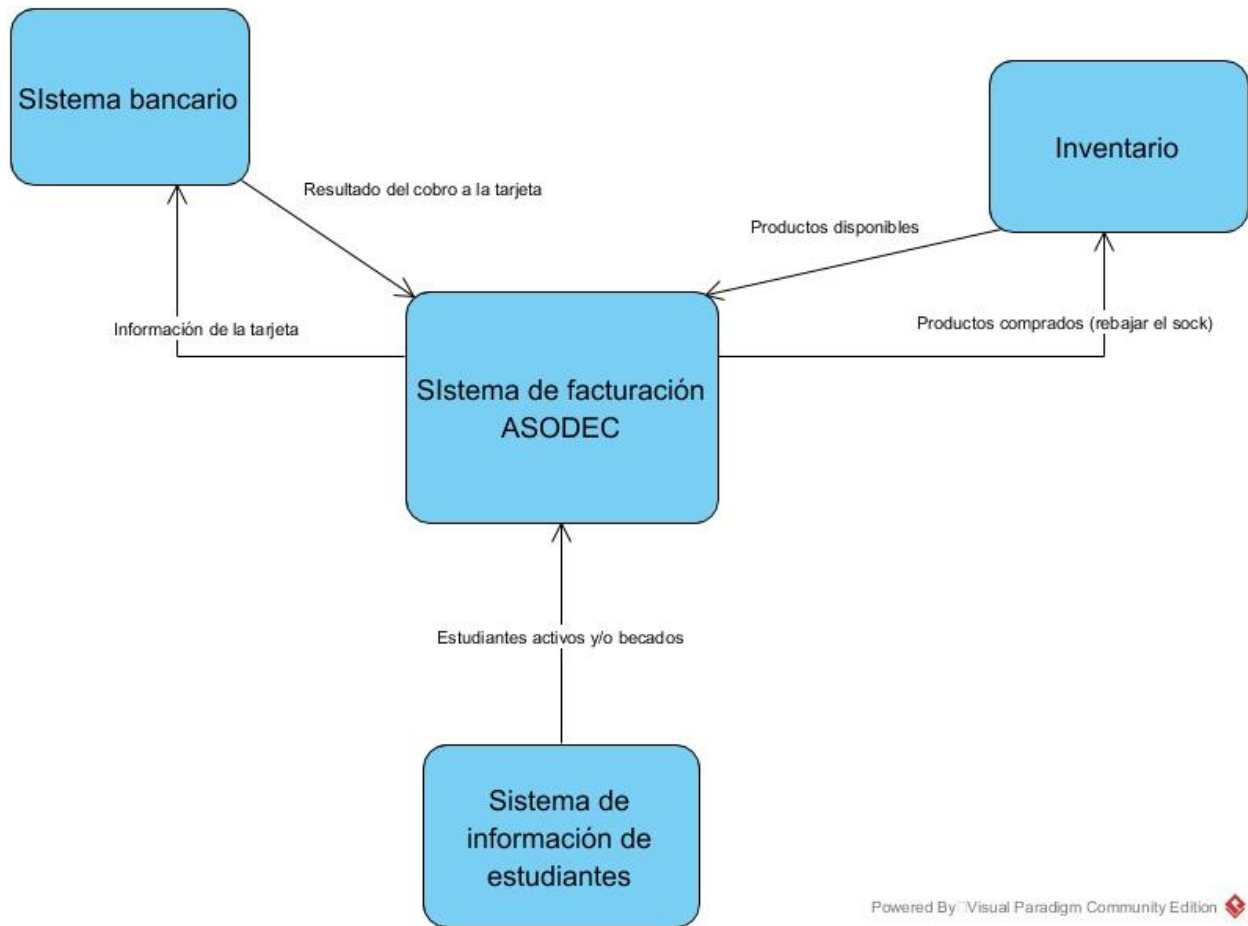 SIstema bancario
Inventario
Resultado del cobro a la tarjeta
Productos disponibles
Información de la tarjeta
Productos comprados (rebajar el sock)
SIstema de facturación
ASODEC
Estudiantes activos y/o becados
Sistema de
información de
estudiantes
Powered By Visual Paradigm Community Edition